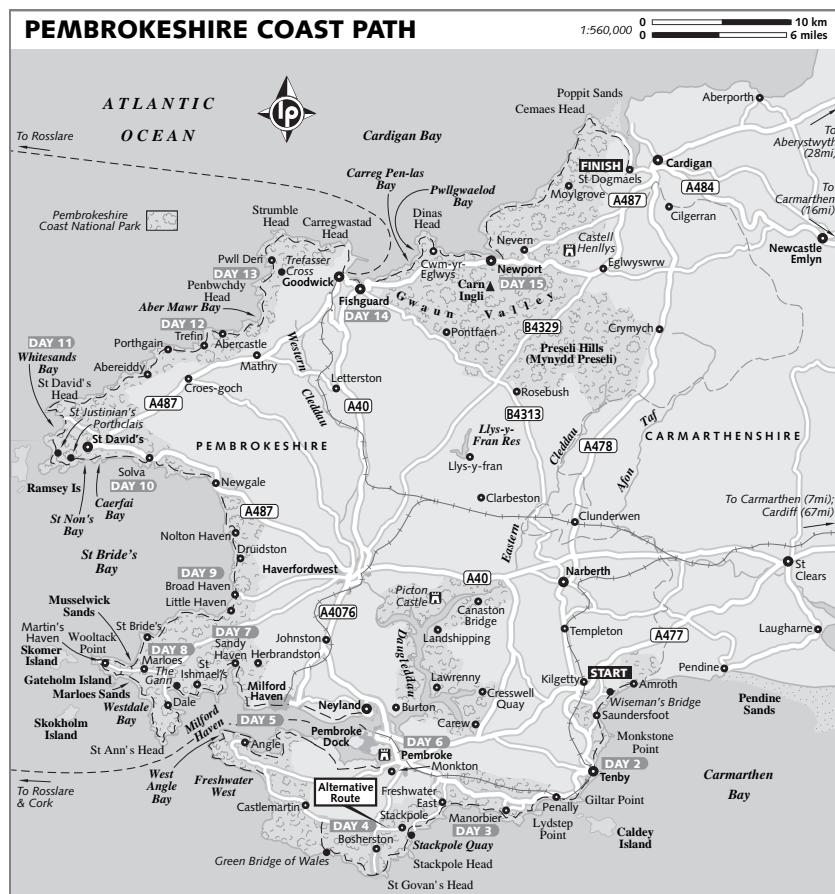 PEMBROKESHIRE COAST PATH
1:560,000
0 10 km
0 6 miles
ATLANTIC
OCEAN
lp
Poppit Sands
Cemaes Head
Aberporth
To Rosslare
Cardigan Bay
To
Aberystwyth
(28mi)
FINISH
Cardigan
St Dogmaels
Carreg Pen-las
Bay
Pwllgwaelod
Bay
Moylgrove
A487
A484
To
Carmarthen
(16mi)
Pembrokeshire
Coast National Park
Strumble
Head
Carregwastad
Head
Dinas
Head
Cilgerran
Nevern
Castell
Henllys
Newcastle
Emlyn
Pwll Deri
DAY 13
Trefasser
Cross
Goodwick
Cwm-yr-
Eglwys
Newport
DAY 15
Eglwyswrw
Penbwchdy
Head
Fishguard
DAY 14
Carn
Ingli
Gwaun Valley
Aber Mawr Bay
DAY 12
Trefin
Abercastle
Pontfaen
B4329
Crymych
DAY 11
Whitesands
Bay
Porthgain
Mathry
Western
Cleddau
Preseli Hills
(Mynydd Preseli)
St David's
Head
Abereiddy
Croes-goch
Letterston
Rosebush
A487
A40
B4313
St Justinian's
Porthclais
St David's
PEMBROKESHIRE
Llys-y-
Fran Res
Cleddau
A478
Afon Taf
CARMARTHENSHIRE
Ramsey Is
Solva
DAY 10
Caerfai
Bay
St Non's
Bay
Newgale
Llys-y-fran
Clarbeston
To Carmarthen (7mi);
Cardiff (67mi)
A487
Clunderwen
Nolton Haven
Druidston
Eastern
St Bride's
Bay
DAY 9
Haverfordwest
A40
Narberth
St
Clears
Broad Haven
Little Haven
Picton
Castle
Canaston
Bridge
Musselwick
Sands
A4076
A477
Martin's
Haven
Wooltack
Point
St Bride's
DAY 7
Sandy
Haven
Johnston
Landshipping
Templeton
Laugharne
Skomer
Island
DAY 8
Marloes
The
Gann
St
Ishmael's
Herbrandston
Daugleddau
Pendine
Gateholm Island
Marloes Sands
Westdale
Bay
Dale
Milford
Haven
Lawrenny
Cresswell
Quay
Kilgetty
START
Amroth
Wiseman's Bridge
Pendine
Sands
Skokholm
Island
Neyland
Burton
Carew
Saundersfoot
Milford
Haven
DAY 5
St Ann's Head
Pembroke
Dock
DAY 6
Monkstone
Point
Angle
Pembroke
Monkton
DAY 2
Tenby
Carmarthen
Bay
To Rosslare
& Cork
West
Angle
Bay
Freshwater
West
Alternative
Route
Freshwater
East
Penally
Giltar Point
Castlemartin
Stackpole
Manorbier
DAY 3
Lydstep
Point
Caldey
Island
DAY 4
Bosherston
Stackpole Quay
Green Bridge of Wales
Stackpole Head
St Govan's Head